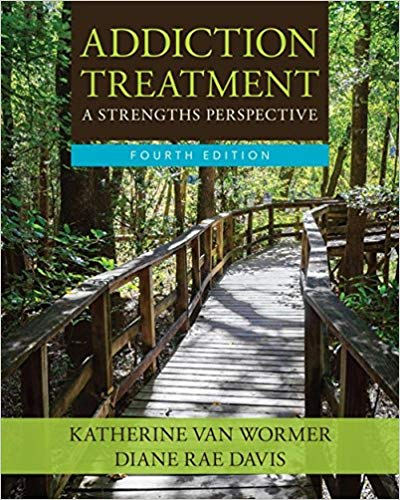 ADDICTION
TREATMENT
A STRENGTHS PERSPECTIVE
FOURTH EDITION
KATHERINE VAN WORMER
DIANE RAE DAVIS